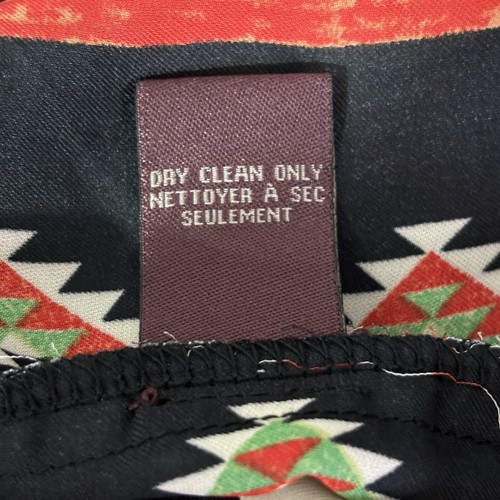 DRY CLEAN ONLY
NETTOYER À SEC
SEULEMENT